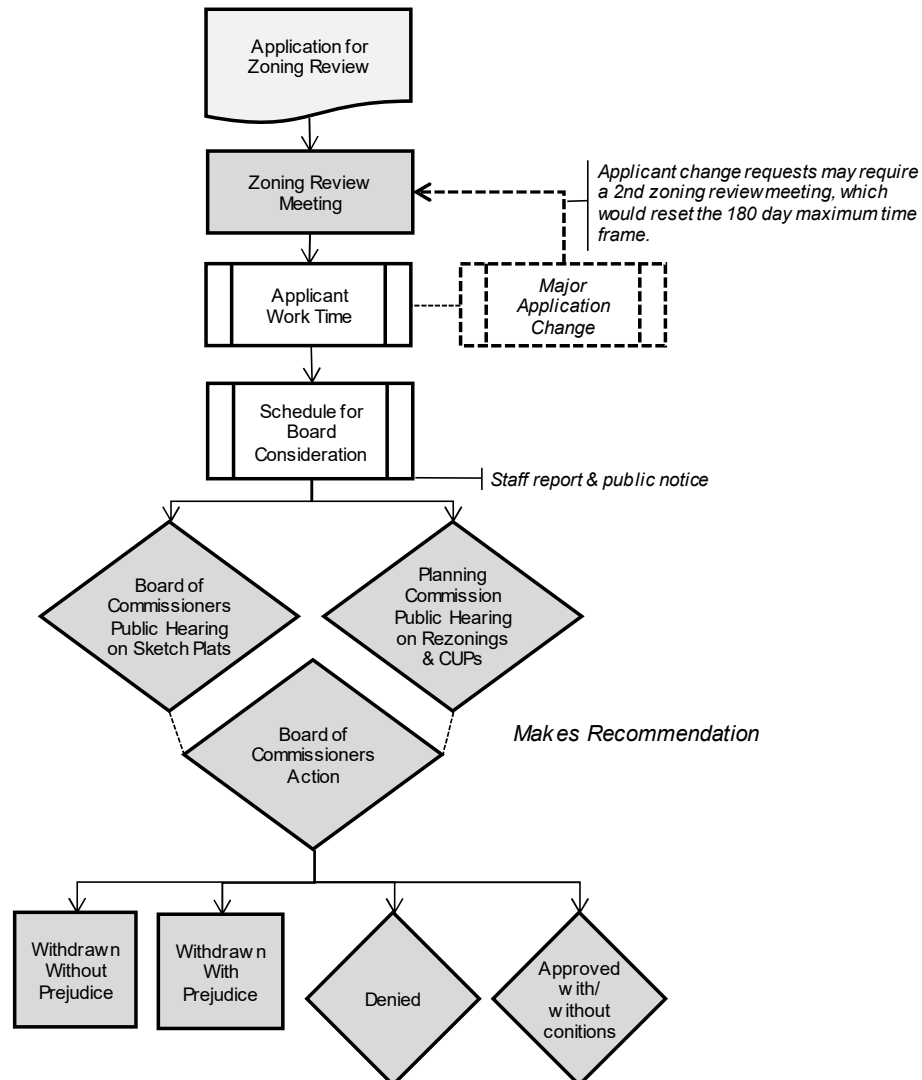 Application for
Zoning Review
Zoning Review
Meeting
Applicant change requests may require
a 2nd zoning review meeting, which
would reset the 180 day maximum time
frame.
Applicant
Work Time
Major
Application
Change
Schedule for
Board
Consideration
Staff report & public notice
Board of
Commissioners
Public Hearing
on Sketch Plats
Planning
Commission
Public Hearing
on Rezonings
& CUPs
Board of
Commissioners
Action
Makes Recommendation
Withdrawn
Without
Prejudice
Withdrawn
With
Prejudice
Denied
Approved
with/
without
conitions